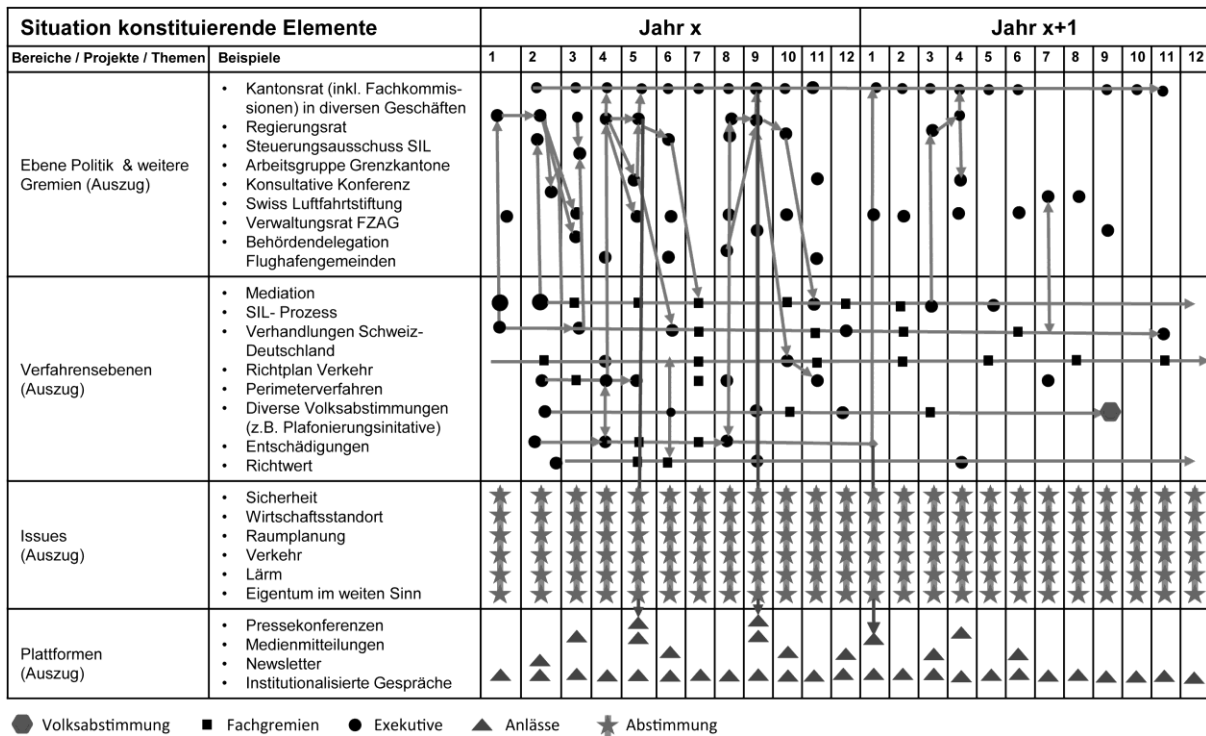 Situation konstituierende Elemente
Jahr x
Jahr x+1
Bereiche / Projekte / Themen
Beispiele
1 2 3 4 5 6 7 8 9 10 11 12 1 2 3 4 5 6 7 8 9 10 11 12
Ebene Politik & weitere
Gremien (Auszug)
• Kantonsrat (inkl. Fachkommis-
sionen) in diversen Geschäften
• Regierungsrat
• Steuerungsausschuss SIL
• Arbeitsgruppe Grenzkantone
• Konsultative Konferenz
• Swiss Luftfahrtstiftung
• Verwaltungsrat FZAG
• Behördendelegation
Flughafengemeinden
Verfahrensebenen
(Auszug)
• Mediation
• SIL- Prozess
• Verhandlungen Schweiz-
Deutschland
• Richtplan Verkehr
• Perimeterverfahren
• Diverse Volksabstimmungen
(z.B. Plafonierungsinitative)
• Entschädigungen
• Richtwert
Issues
(Auszug)
• Sicherheit
• Wirtschaftsstandort
• Raumplanung
• Verkehr
• Lärm
• Eigentum im weiten Sinn
Plattformen
(Auszug)
• Pressekonferenzen
• Medienmitteilungen
• Newsletter
• Institutionalisierte Gespräche
Volksabstimmung
Fachgremien
Exekutive
Anlässe
Abstimmung